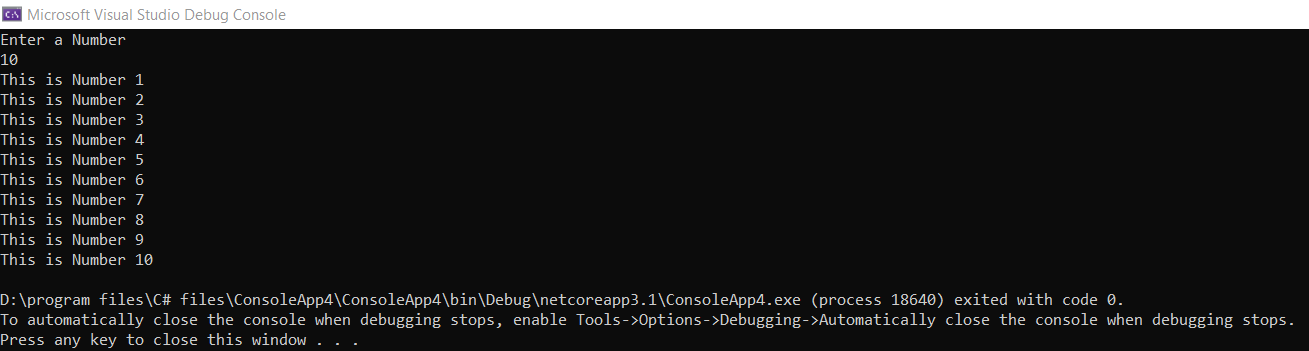 C:\ Microsoft Visual Studio Debug Console
Enter a Number
10
This is Number 1
This is Number 2
This is Number 3
This is Number 4
This is Number 5
This is Number 6
This is Number 7
This is Number 8
This is Number 9
This is Number 10
D:\program files\C# files\ConsoleApp4\ConsoleApp4\bin\Debug\netcoreapp3.1\ConsoleApp4.exe (process 18640) exited with code 0.
To automatically close the console when debugging stops, enable Tools->Options->Debugging->Automatically close the console when debugging stops.
Press any key to close this window . . .